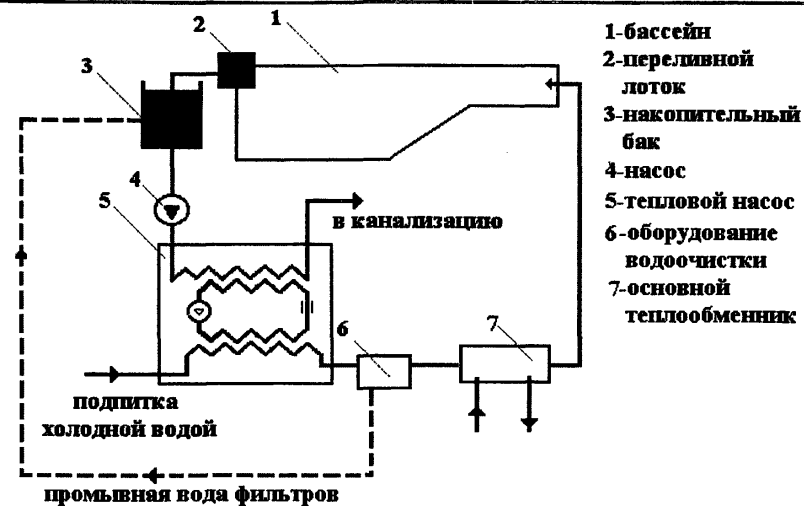 1
2
3
4
5
в канализацию
6
7
подпитка
холодной водой
промывная вода фильтров
1-бассейн
2-переливной
лоток
3-накопительный
бак
4-насос
5-тепловой насос
6-оборудование
водоочистки
7-основной
теплообменник